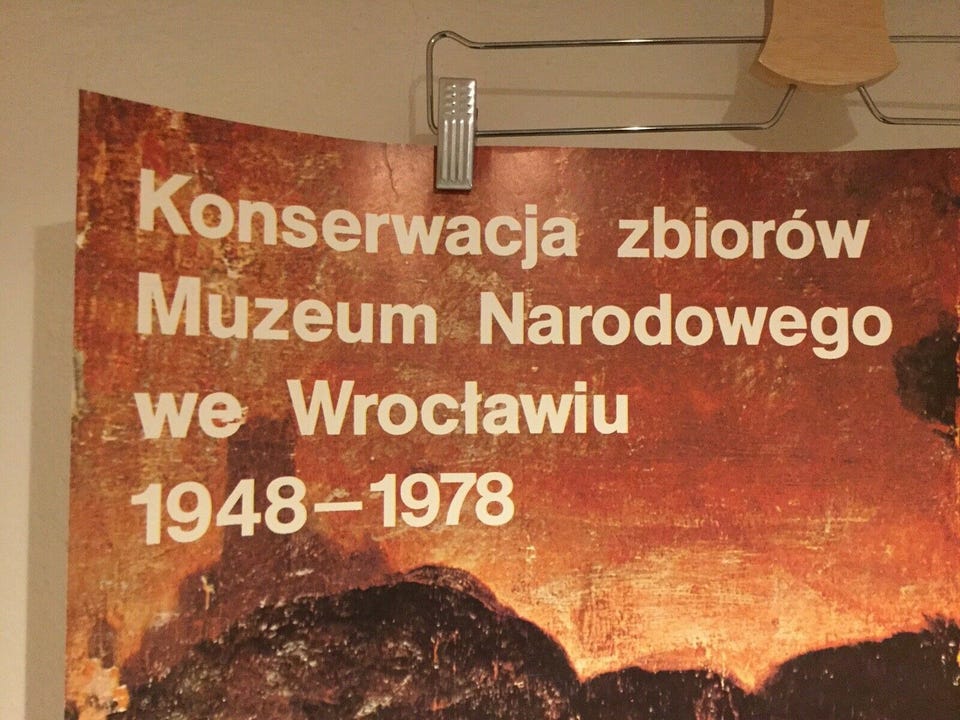 Konserwacja zbiorów
Muzeum Narodowego
we Wrocławiu
1948–1978